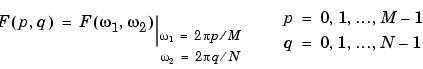 F(p,q) = F(ω₁,ω₂)|ω₁ = 2πp/M p = 0, 1,..., M – 1
ω₂ = 2πq/N q = 0, 1,..., N – 1